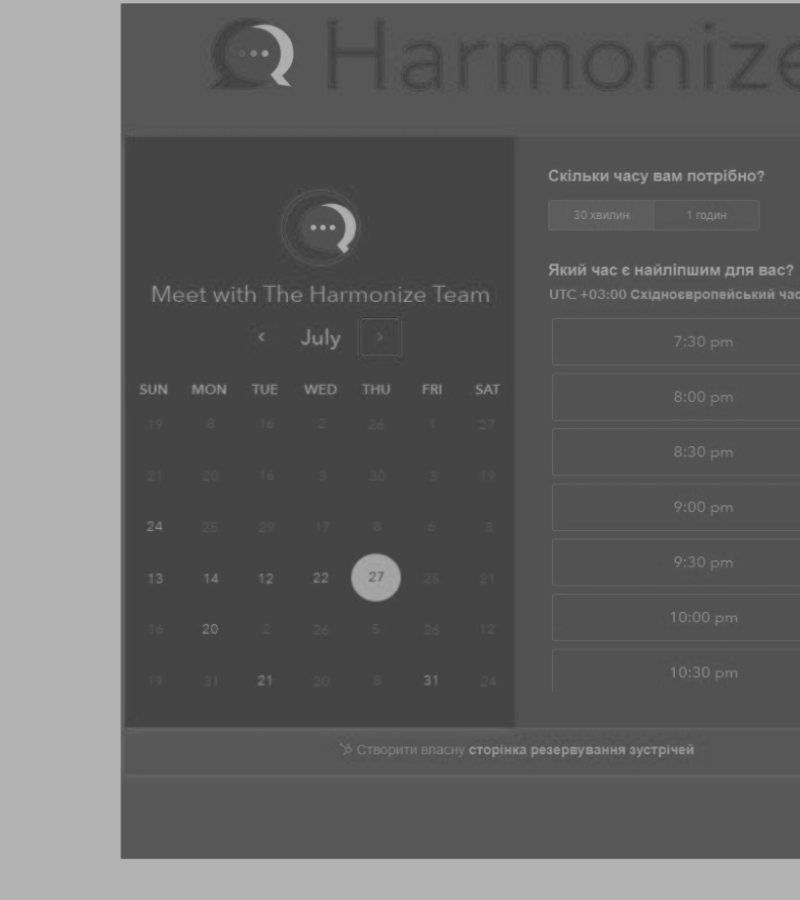 Harmonize
Meet with The Harmonize Team
‹ July ›
SUN MON TUE WED THU FRI SAT
19 8 16 2 26 1 27
21 20 16 3 30 3 19
24 25 29 17 8 6 3
13 14 12 22 27 25 21
16 20 2 26 5 26 12
19 31 21 20 8 31 24
Скільки часу вам потрібно?
30 хвилин 1 годин
Який час є найліпшим для вас?
UTC +03:00 Східноєвропейський час
7:30 pm
8:00 pm
8:30 pm
9:00 pm
9:30 pm
10:00 pm
10:30 pm
Створити власну сторінка резервування зустрічей